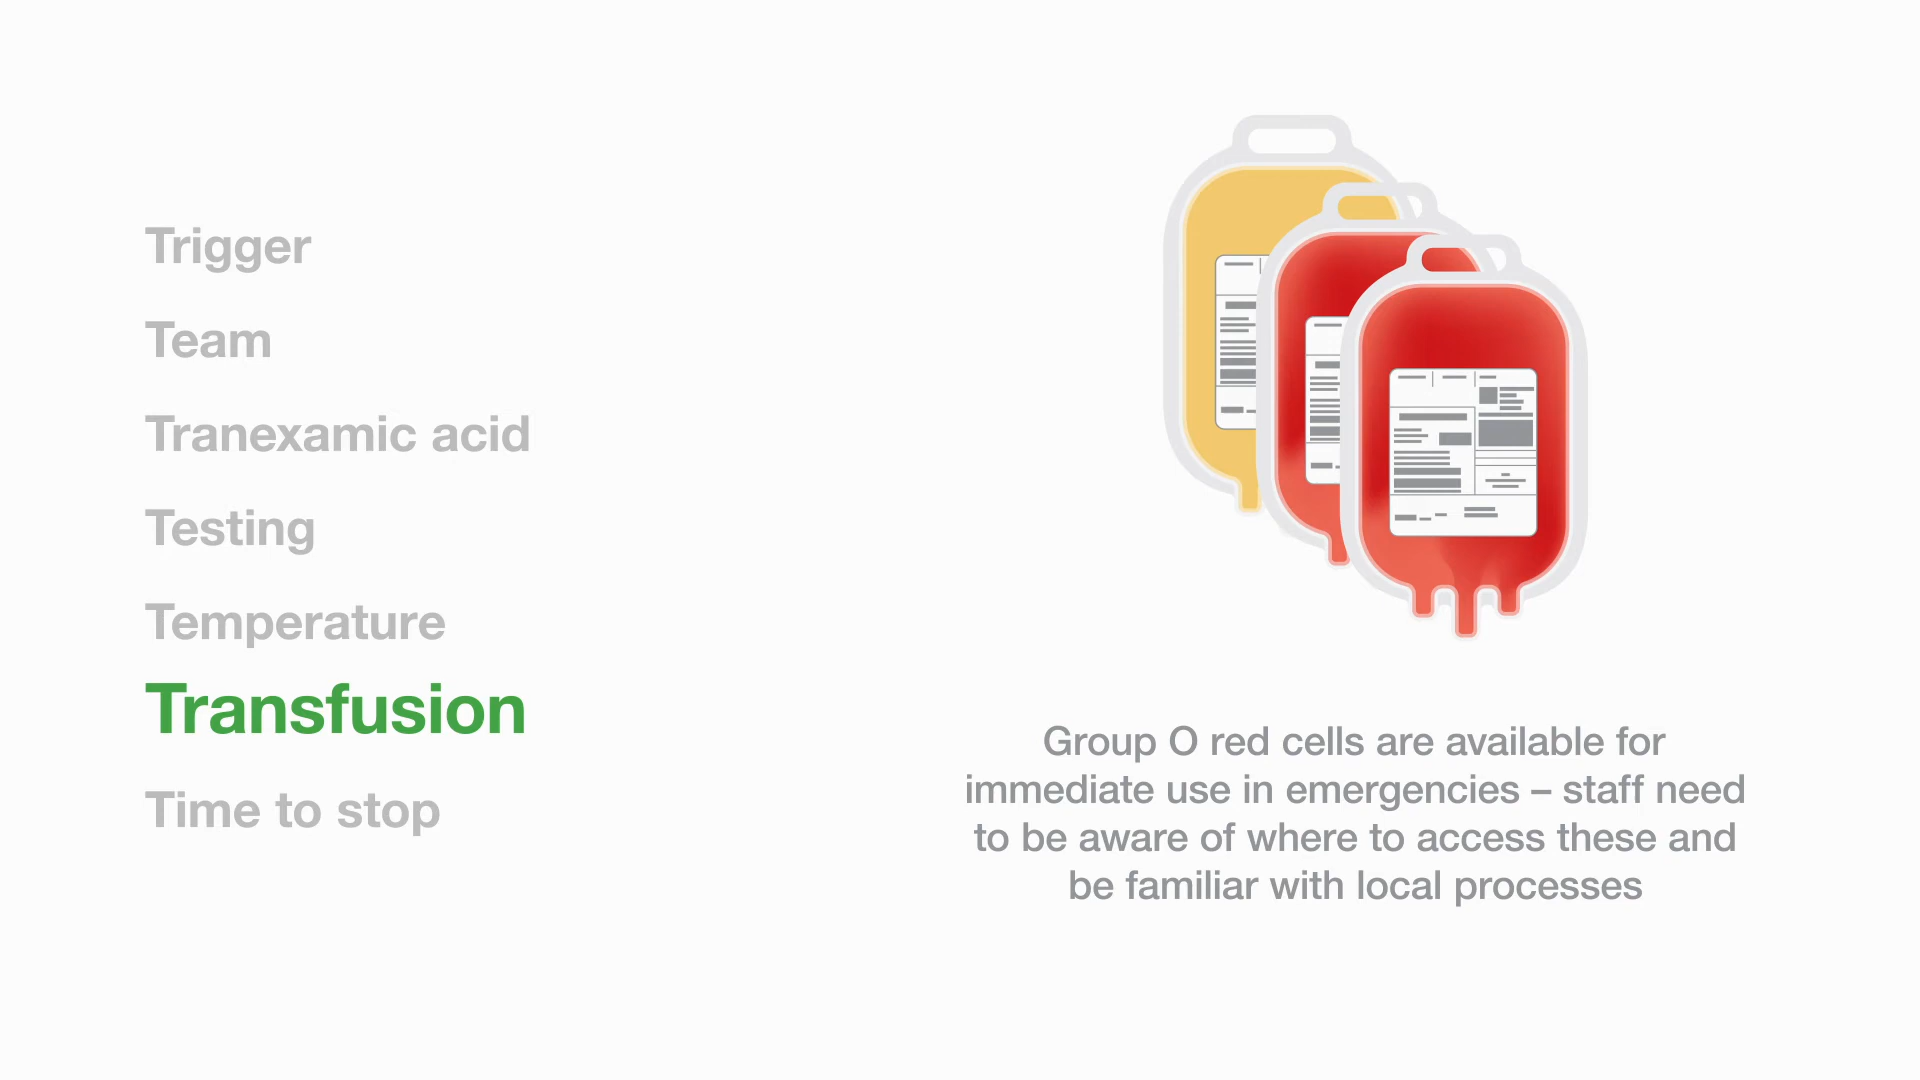 Trigger
Team
Tranexamic acid
Testing
Temperature
Transfusion
Time to stop
Group O red cells are available for
immediate use in emergencies – staff need
to be aware of where to access these and
be familiar with local processes